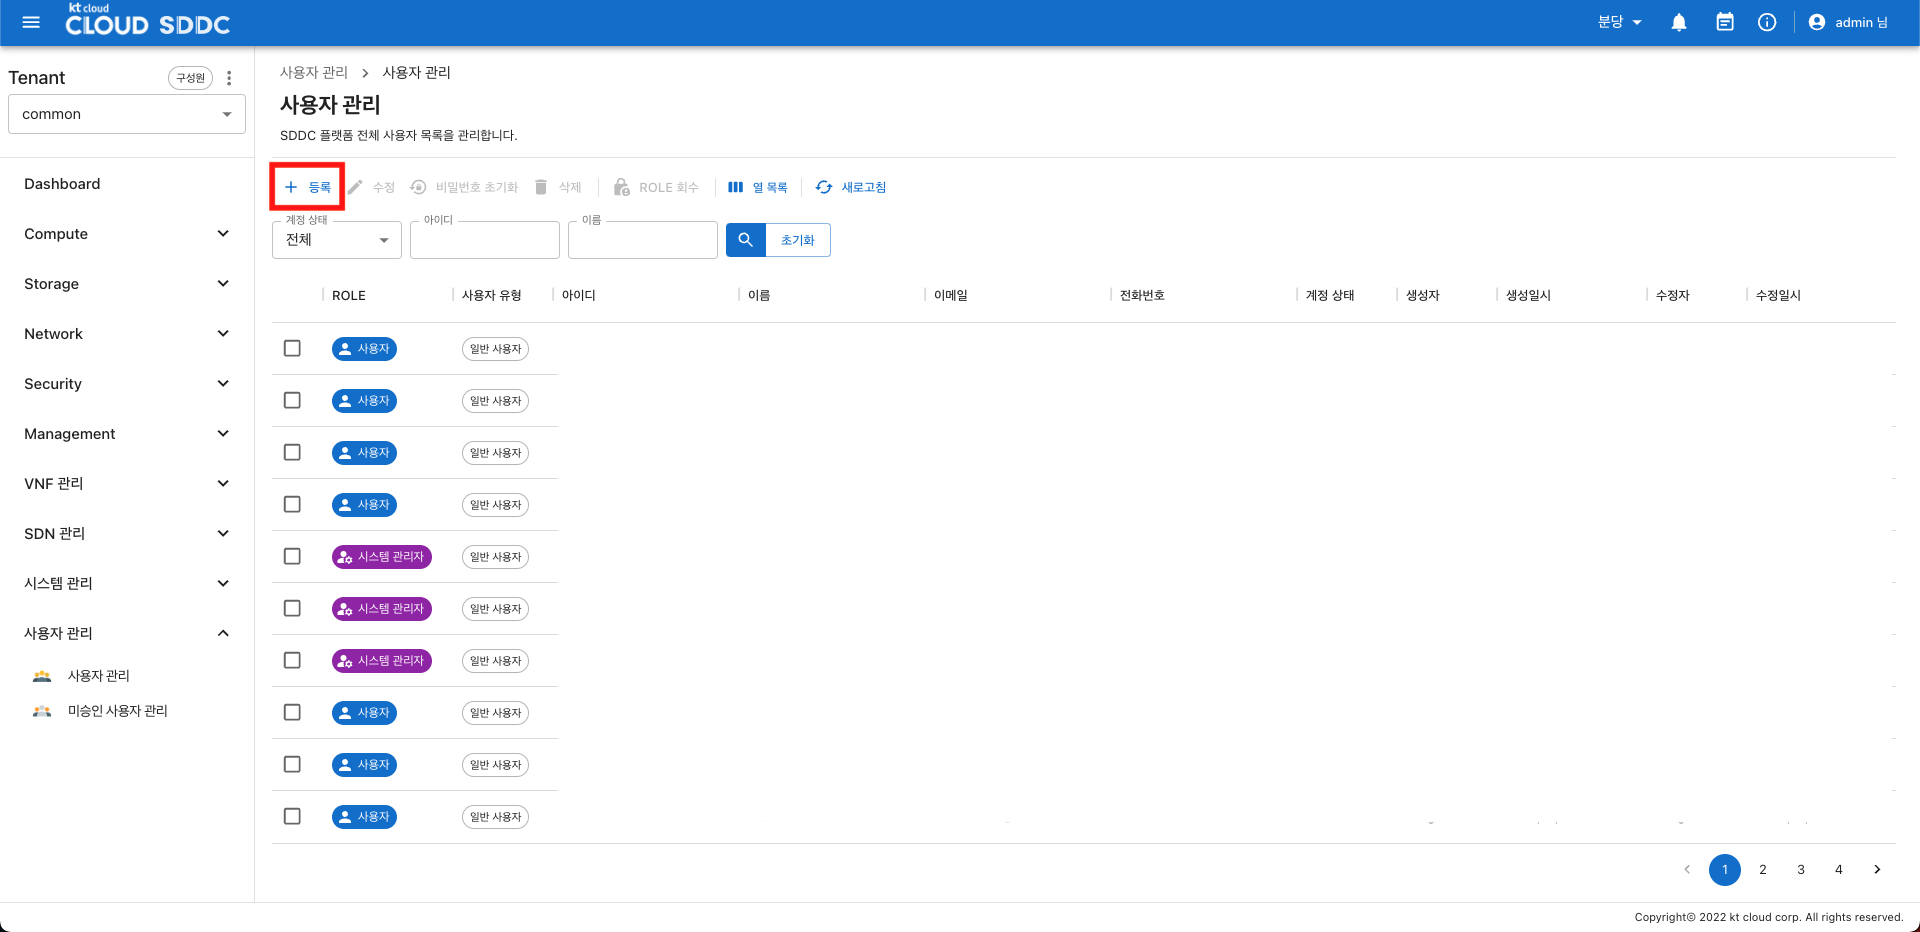 kt cloud
CLOUD SDDC
분당
admin 님
Tenant
구성원
common
Dashboard
Compute
Storage
Network
Security
Management
VNF 관리
SDN 관리
시스템 관리
사용자 관리
사용자 관리
미승인 사용자 관리
사용자 관리 > 사용자 관리
사용자 관리
SDDC 플랫폼 전체 사용자 목록을 관리합니다.
+ 등록 수정 비밀번호 초기화 삭제 ROLE 회수 열 목록 새로고침
계정 상태 아이디 이름
전체 초기화
ROLE 사용자 유형 아이디 이름 이메일 전화번호 계정 상태 생성자 생성일시 수정자 수정일시
사용자 일반 사용자
사용자 일반 사용자
사용자 일반 사용자
사용자 일반 사용자
시스템 관리자 일반 사용자
시스템 관리자 일반 사용자
시스템 관리자 일반 사용자
사용자 일반 사용자
사용자 일반 사용자
사용자 일반 사용자
< 1 2 3 4 >
Copyright© 2022 kt cloud corp. All rights reserved.